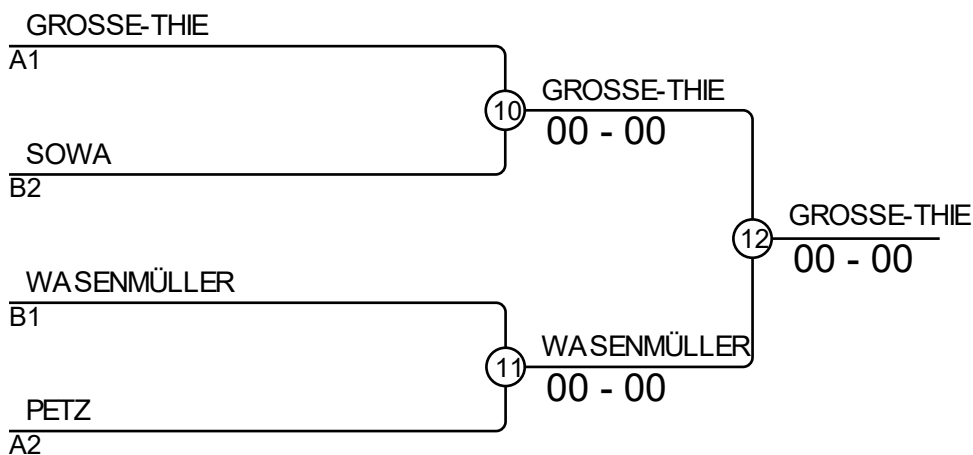 GROSSE-THIE
A1
10
GROSSE-THIE
00 - 00
SOWA
B2
12
GROSSE-THIE
00 - 00
WASENMÜLLER
B1
11
WASENMÜLLER
00 - 00
PETZ
A2